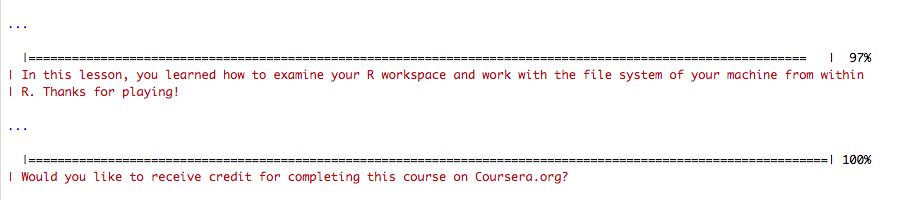 ...
|==============================================================================================================   |  97%
| In this lesson, you learned how to examine your R workspace and work with the file system of your machine from within
| R. Thanks for playing!
...
|=================================================================================================================| 100%
| Would you like to receive credit for completing this course on Coursera.org?